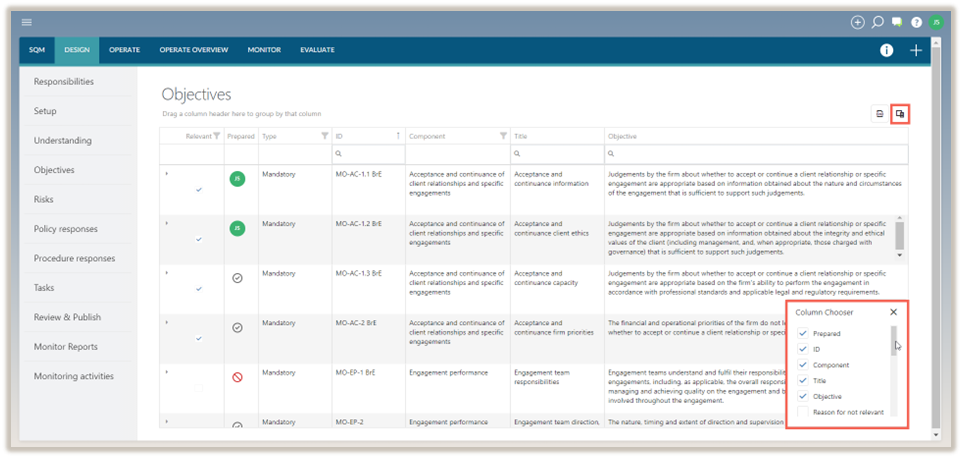 JS
SQM DESIGN OPERATE OPERATE OVERVIEW MONITOR EVALUATE
Responsibilities
Setup
Understanding
Objectives
Risks
Policy responses
Procedure responses
Tasks
Review & Publish
Monitor Reports
Monitoring activities
Objectives
Drag a column header here to group by that column
Relevant Prepared Type ID Component Title Objective
JS Mandatory MO-AC-1.1 BrE
Acceptance and continuance of
client relationships and specific
engagements
Acceptance and
continuance information
Judgements by the firm about whether to accept or continue a client relationship or specific
engagement are appropriate based on information obtained about the nature and circumstances
of the engagement that is sufficient to support such judgements.
JS Mandatory MO-AC-1.2 BrE
Acceptance and continuance of
client relationships and specific
engagements
Acceptance and
continuance client ethics
Judgements by the firm about whether to accept or continue a client relationship or specific
engagement are appropriate based on information obtained about the integrity and ethical
values of the client (including management, and, when appropriate, those charged with
governance) that is sufficient to support such judgements.
Mandatory MO-AC-1.3 BrE
Acceptance and continuance of
client relationships and specific
engagements
Acceptance and
continuance capacity
Judgements by the firm about whether to accept or continue a client relationship or specific
engagement are appropriate based on the firm's ability to perform the engagement in
accordance with professional standards and applicable legal and regulatory requirements.
Mandatory MO-AC-2 BrE
Acceptance and continuance of
client relationships and specific
engagements
Acceptance and
continuance firm priorities
The financial and operational priorities of the firm do not
whether to accept or continue a client relationship or spec
Mandatory MO-EP-1 BrE
Engagement performance
Engagement team
responsibilities
Engagement teams understand and fulfil their responsibili
engagements, including, as applicable, the overall respons
managing and achieving quality on the engagement and b
involved throughout the engagement.
Mandatory MO-EP-2
Engagement performance
Engagement team direction,
The nature, timing and extent of direction and supervision
Column Chooser
Prepared
ID
Component
Title
Objective
Reason for not relevant